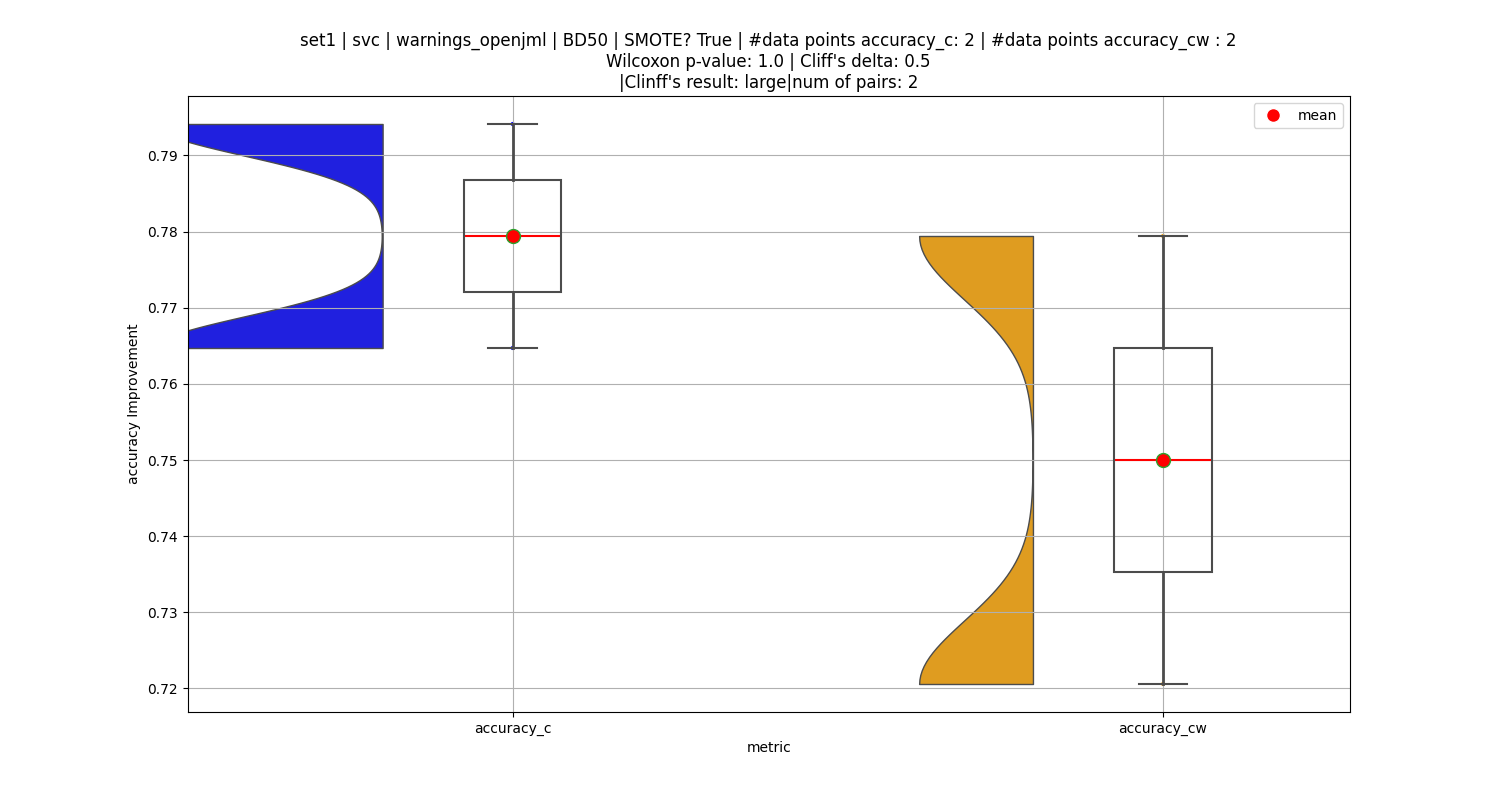 set1 | svc | warnings_openjml | BD50 | SMOTE? True | #data points accuracy_c: 2 | #data points accuracy_cw : 2
Wilcoxon p-value: 1.0 | Cliff's delta: 0.5
|Clinff's result: large|num of pairs: 2
mean
0.79
0.78
0.77
0.76
0.75
0.74
0.73
0.72
accuracy Improvement
accuracy_c
accuracy_cw
metric